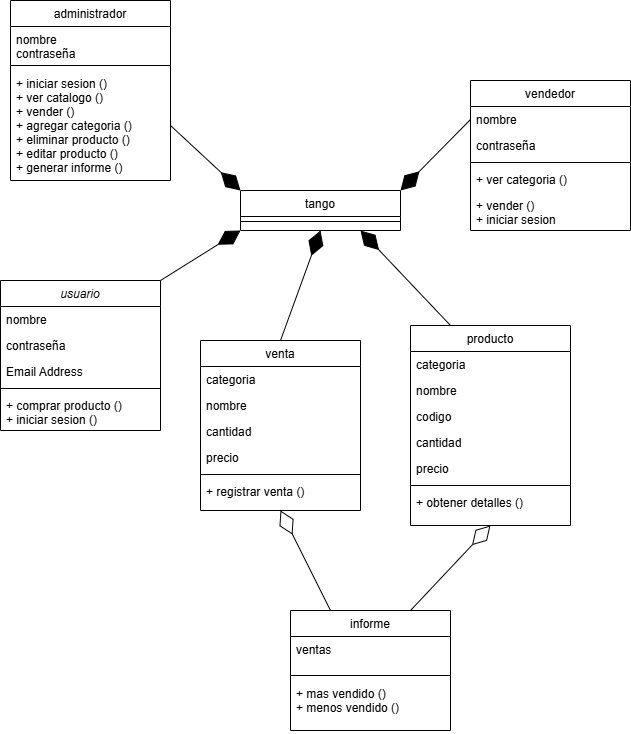 administrador
nombre
contraseña
+ iniciar sesion ()
+ ver catalogo ()
+ vender ()
+ agregar categoria ()
+ eliminar producto ()
+ editar producto ()
+ generar informe ()
vendedor
nombre
contraseña
+ ver categoria ()
+ vender ()
+ iniciar sesion
tango
usuario
nombre
contraseña
Email Address
+ comprar producto ()
+ iniciar sesion ()
venta
categoria
nombre
cantidad
precio
+ registrar venta ()
producto
categoria
nombre
codigo
cantidad
precio
+ obtener detalles ()
informe
ventas
+ mas vendido ()
+ menos vendido ()